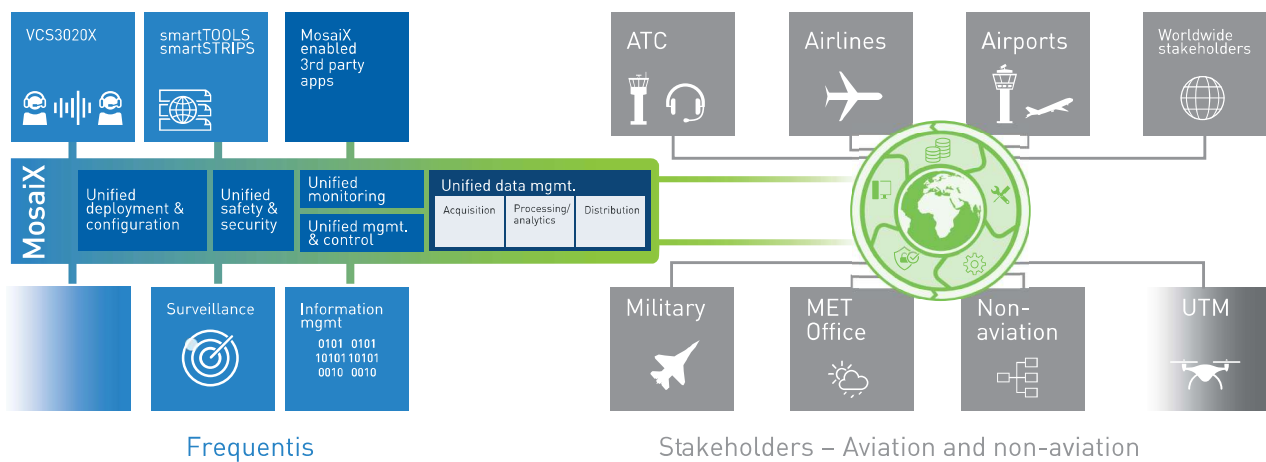 VCS3020X
smartTOOLS
smartSTRIPS
MosaiX
enabled
3rd party
apps
ATC
Airlines
Airports
Worldwide
stakeholders
MosaiX
Unified
deployment &
configuration
Unified
safety &
security
Unified
monitoring
Unified mgmt.
& control
Unified data mgmt.
Acquisition
Processing/
analytics
Distribution
Surveillance
Information
mgmt
0101 0101
10101 10101
0010 0010
Military
MET
Office
Non-
aviation
UTM
Frequentis
Stakeholders – Aviation and non-aviation